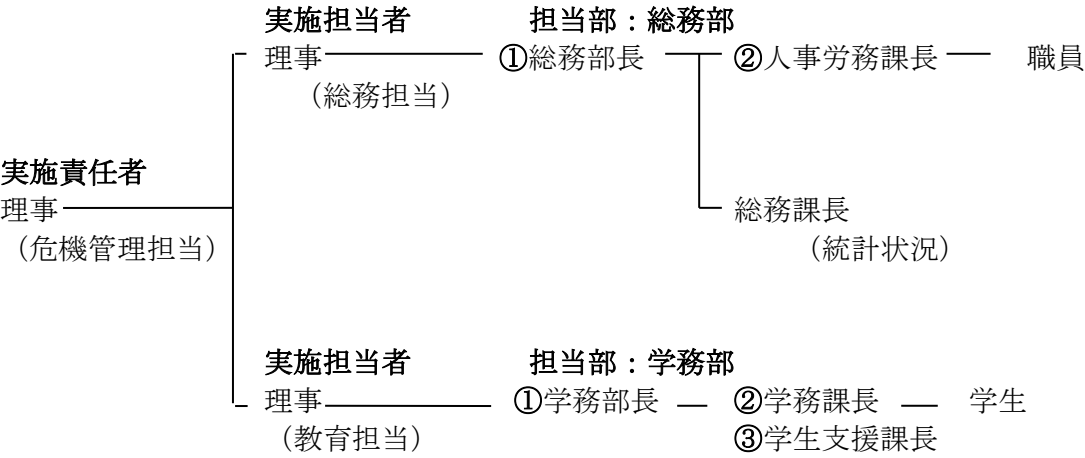 実施担当者 担当部：総務部
理事 ①総務部長 ②人事労務課長 職員
（総務担当）
実施責任者
理事 総務課長
（危機管理担当） （統計状況）
実施担当者 担当部：学務部
理事 ①学務部長 ②学務課長 学生
（教育担当） ③学生支援課長